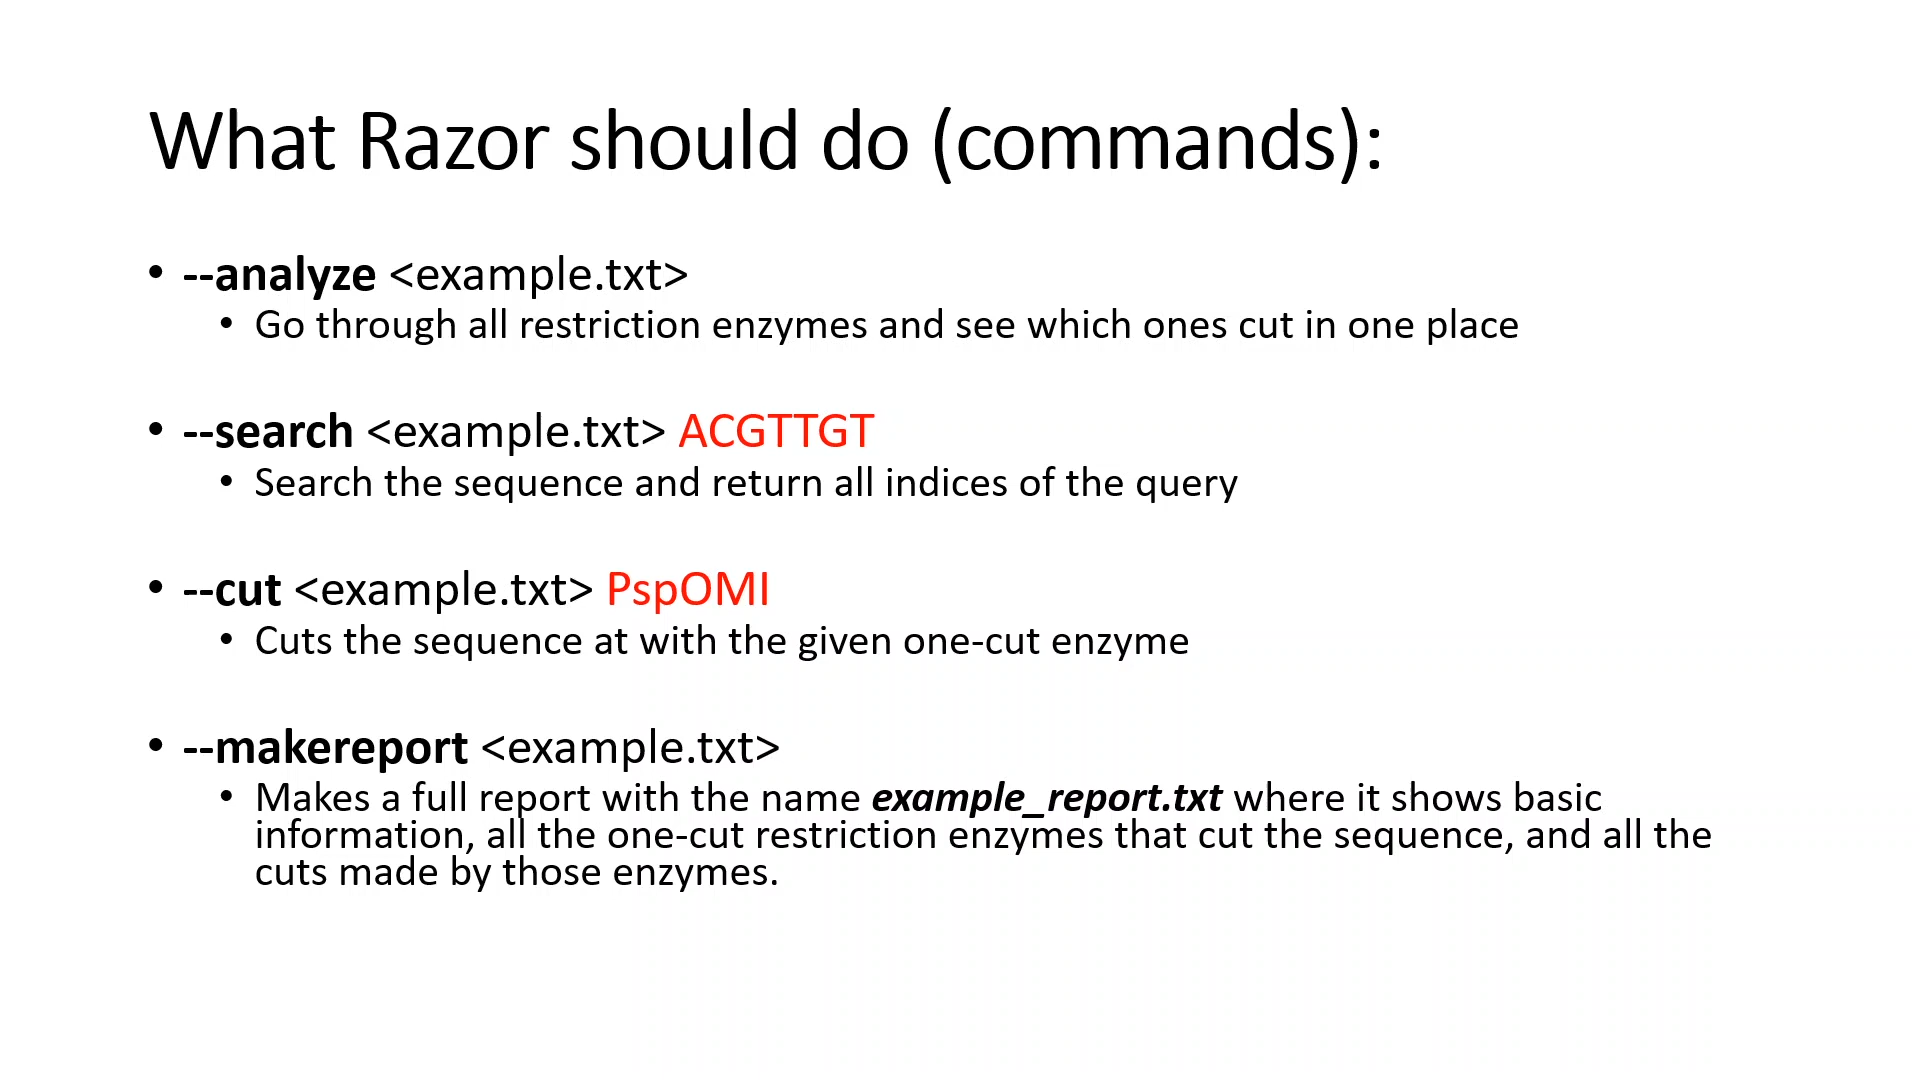 What Razor should do (commands):
• --analyze <example.txt>
• Go through all restriction enzymes and see which ones cut in one place
• --search <example.txt> ACGTTGT
• Search the sequence and return all indices of the query
• --cut <example.txt> PspOMI
• Cuts the sequence at with the given one-cut enzyme
• --makereport <example.txt>
• Makes a full report with the name example_report.txt where it shows basic
information, all the one-cut restriction enzymes that cut the sequence, and all the
cuts made by those enzymes.